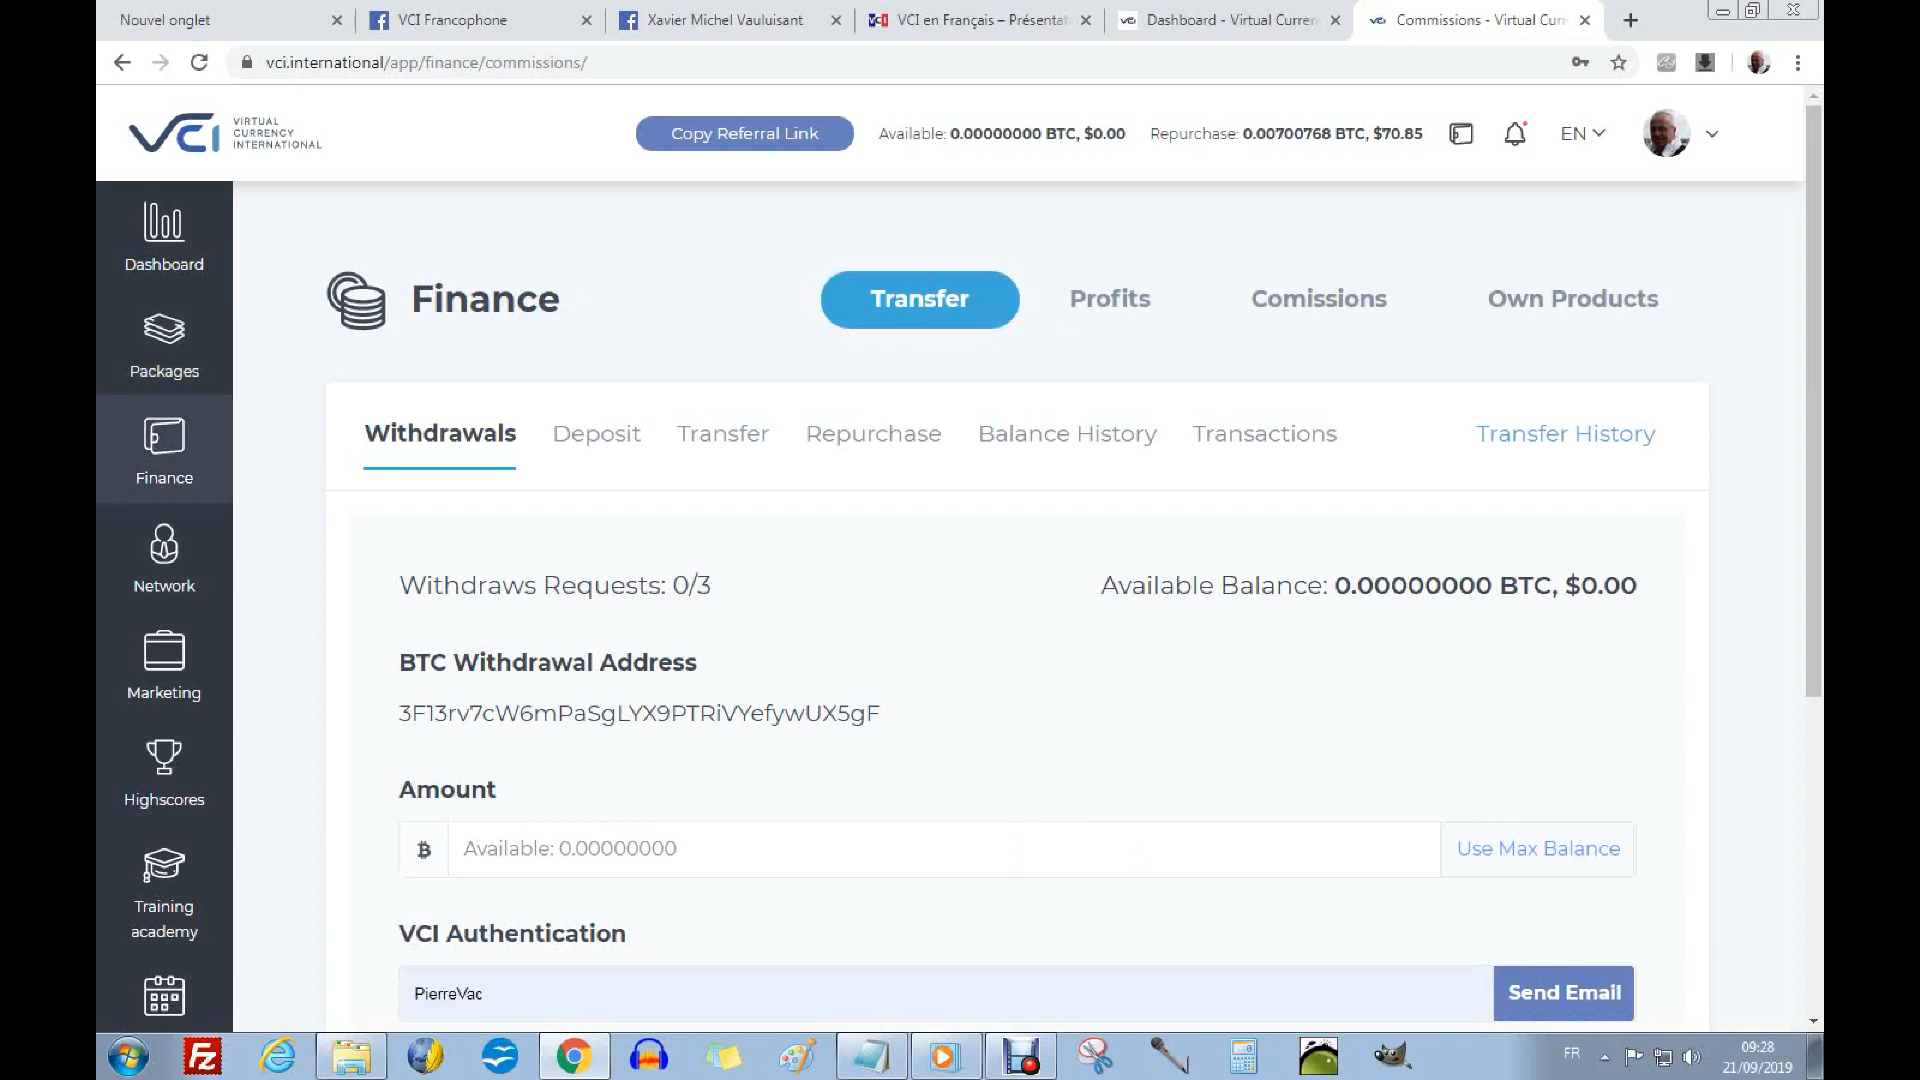 Nouvel onglet
VCI Francophone
Xavier Michel Vauluisant
VCI en Français – Présentat
Dashboard - Virtual Curren
Commissions - Virtual Curr
vci.international/app/finance/commissions/
VCI VIRTUAL CURRENCY INTERNATIONAL
Copy Referral Link
Available: 0.00000000 BTC, $0.00
Repurchase: 0.00700768 BTC, $70.85
EN
Dashboard
Packages
Finance
Network
Marketing
Highscores
Training
academy
Finance
Transfer
Profits
Comissions
Own Products
Withdrawals
Deposit
Transfer
Repurchase
Balance History
Transactions
Transfer History
Withdraws Requests: 0/3
Available Balance: 0.00000000 BTC, $0.00
BTC Withdrawal Address
3F13rv7cW6mPaSgLYX9PTRiVYefywUX5gF
Amount
Available: 0.00000000
Use Max Balance
VCI Authentication
PierreVac
Send Email
FR
09:28
21/09/2019